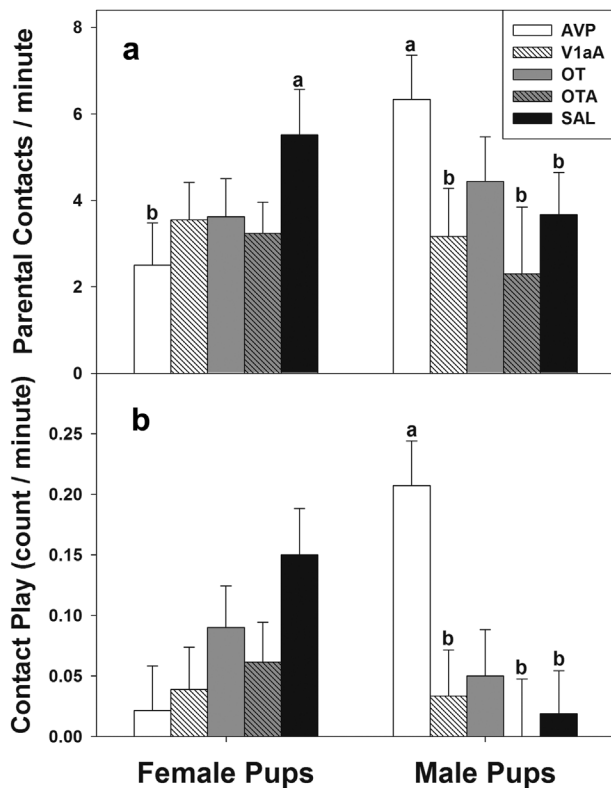 a
Parental Contacts / minute
8
6
4
2
0
b
a
a
b
b
b
AVP
V1aA
OT
OTA
SAL
b
Contact Play (count / minute)
0.25
0.20
0.15
0.10
0.05
0.00
a
b
b
b
Female Pups
Male Pups